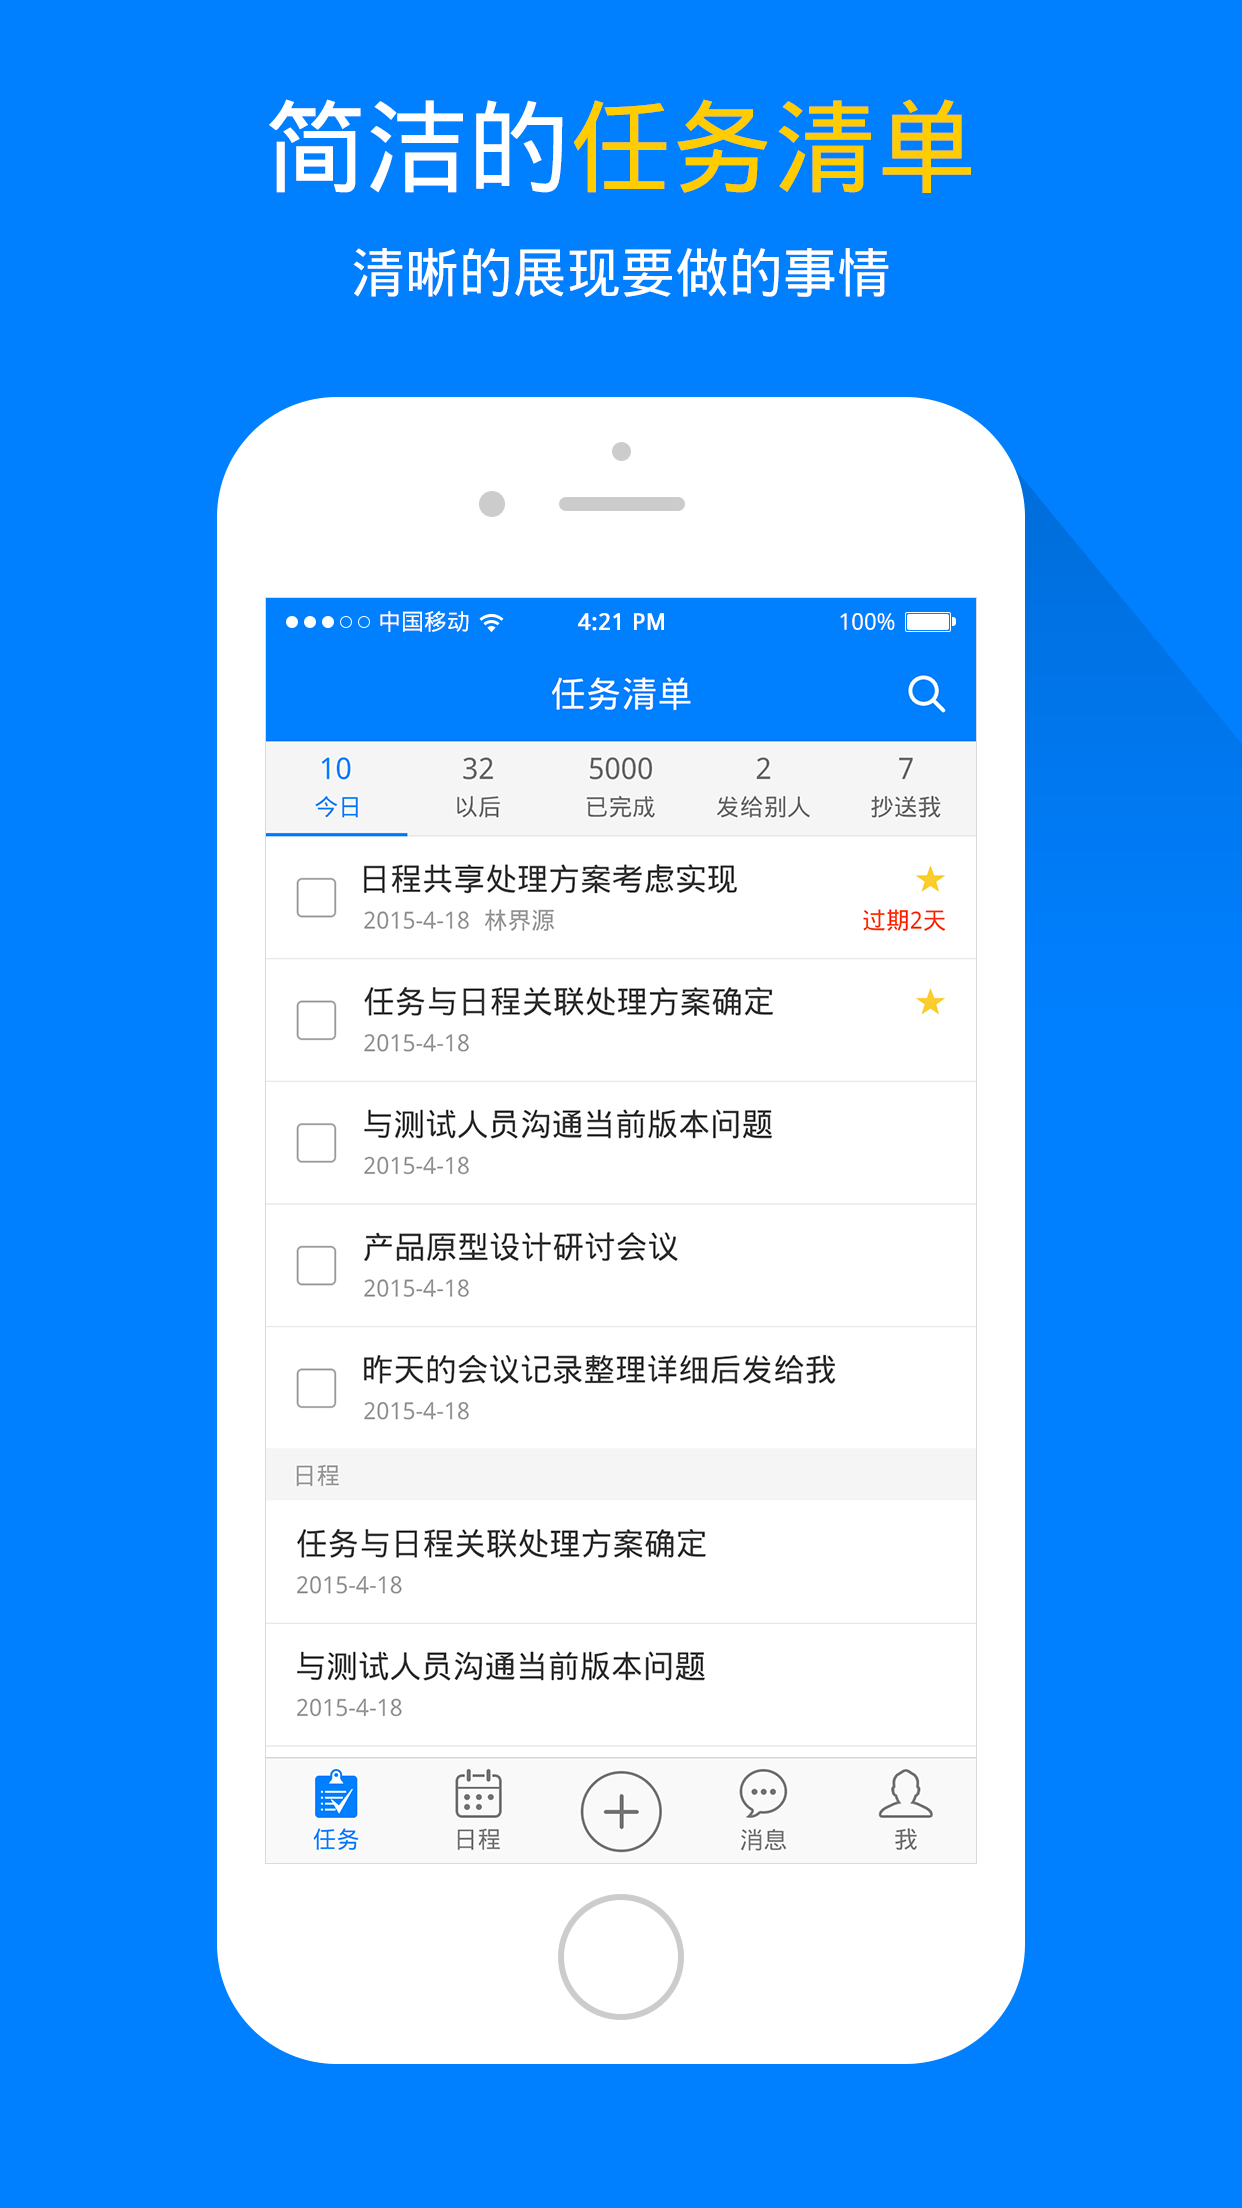 简洁的任务清单
清晰的展现要做的事情
中国移动 4:21 PM 100%
任务清单
10 32 5000 2 7
今日 以后 已完成 发给别人 抄送我
日程共享处理方案考虑实现
2015-4-18 林界源 过期2天
任务与日程关联处理方案确定
2015-4-18
与测试人员沟通当前版本问题
2015-4-18
产品原型设计研讨会议
2015-4-18
昨天的会议记录整理详细后发给我
2015-4-18
日程
任务与日程关联处理方案确定
2015-4-18
与测试人员沟通当前版本问题
2015-4-18
任务 日程 消息 我